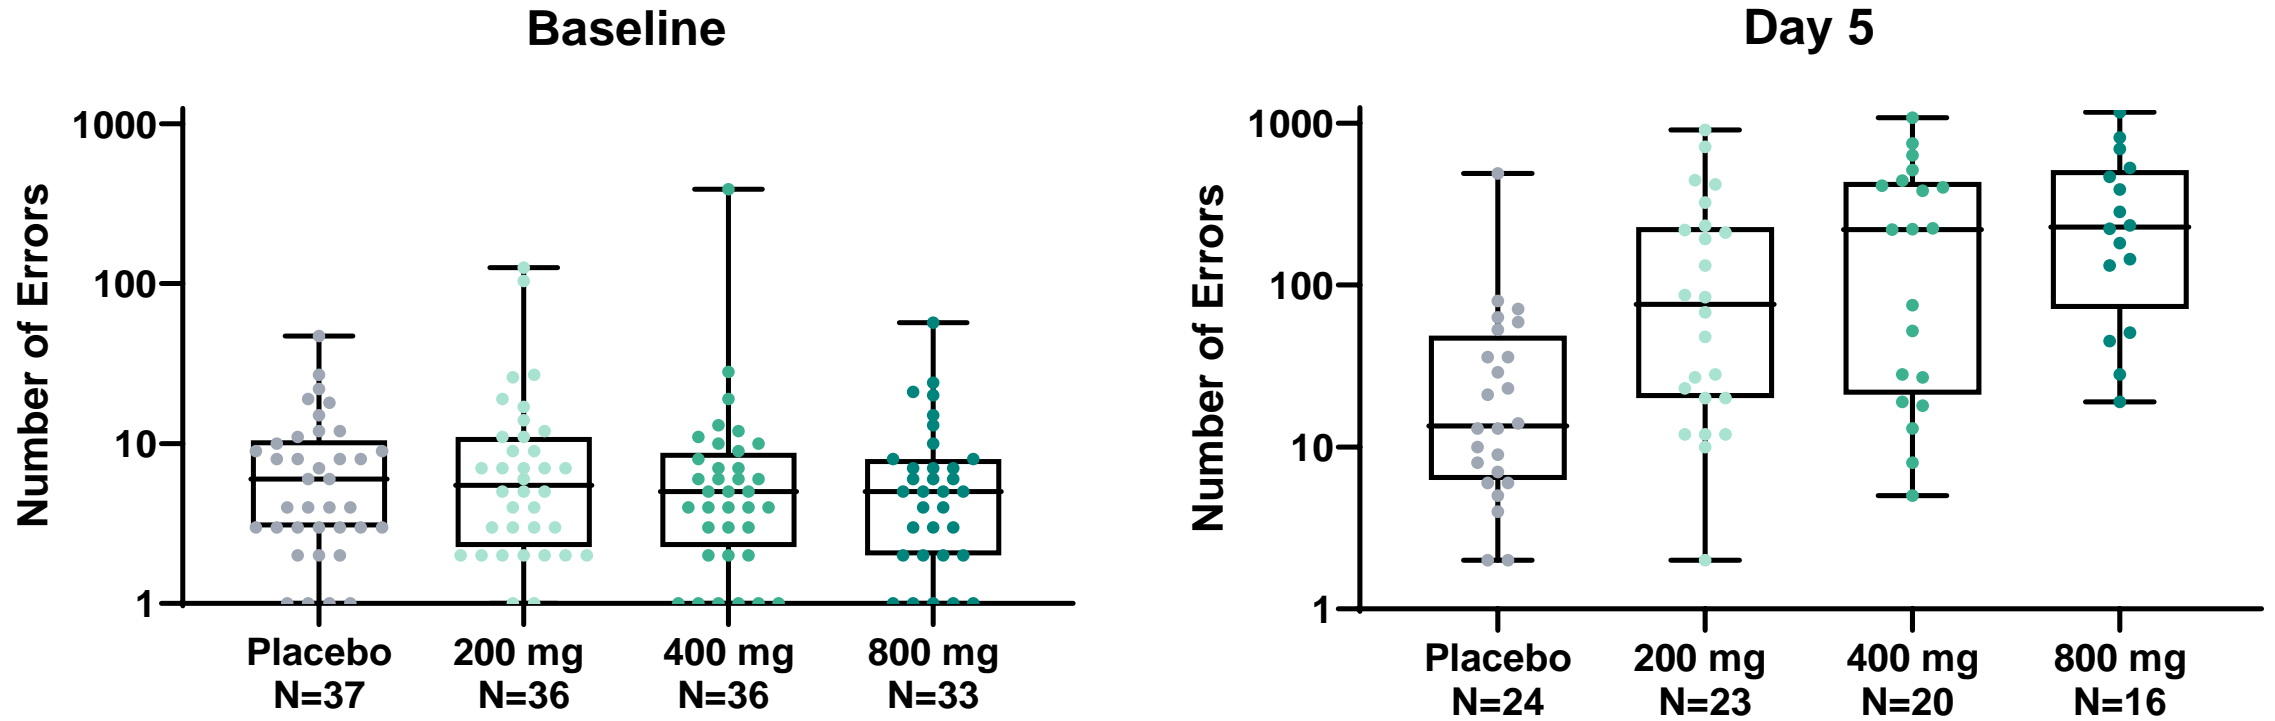 Baseline
Number of Errors
1000
100
10
1
Placebo 200 mg 400 mg 800 mg
N=37 N=36 N=36 N=33
Day 5
Number of Errors
1000
100
10
1
Placebo 200 mg 400 mg 800 mg
N=24 N=23 N=20 N=16